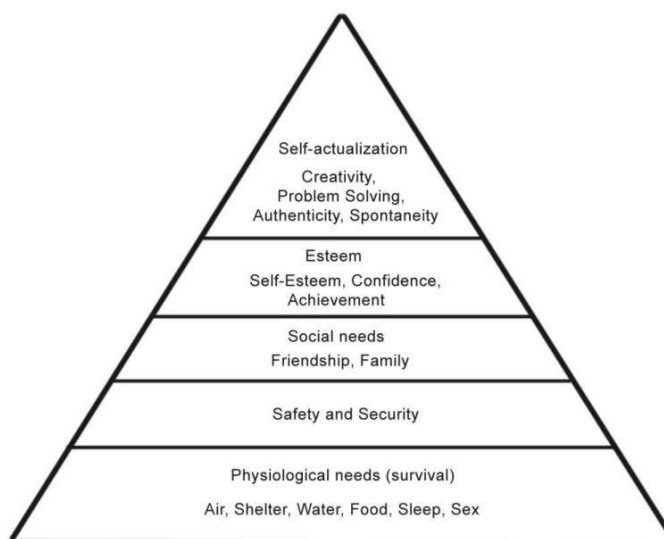 Self-actualization
Creativity,
Problem Solving,
Authenticity, Spontaneity
Esteem
Self-Esteem, Confidence,
Achievement
Social needs
Friendship, Family
Safety and Security
Physiological needs (survival)
Air, Shelter, Water, Food, Sleep, Sex